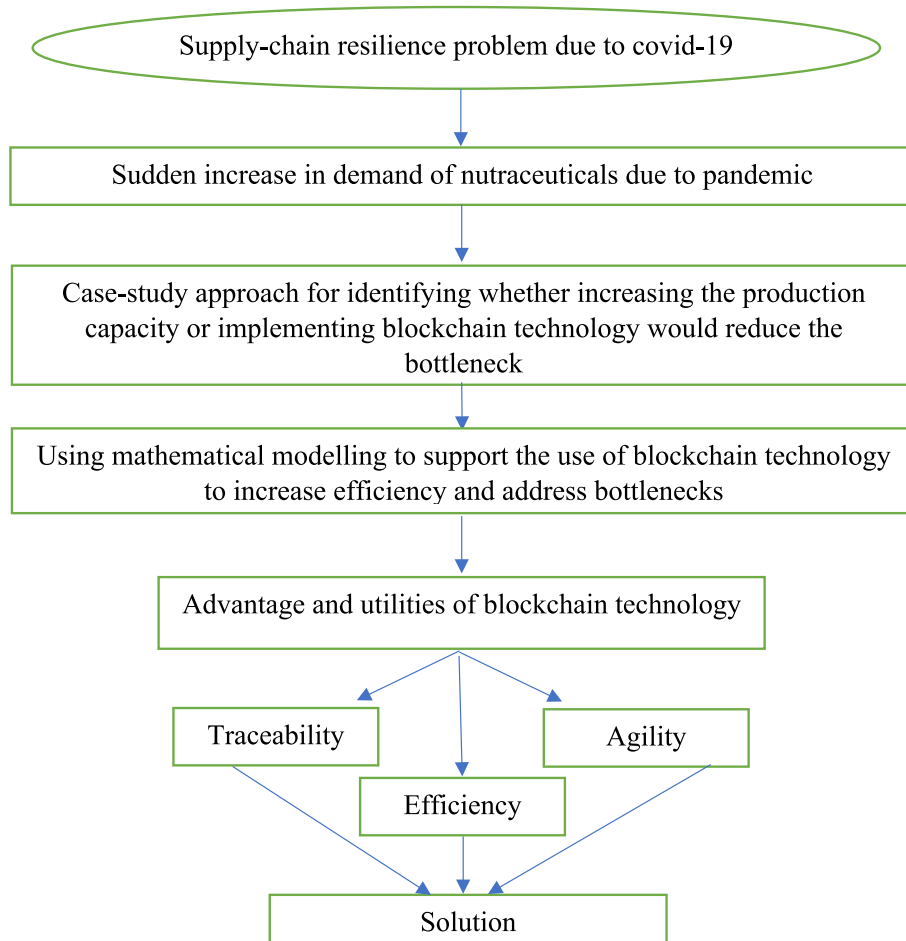 Supply-chain resilience problem due to covid-19
Sudden increase in demand of nutraceuticals due to pandemic
Case-study approach for identifying whether increasing the production
capacity or implementing blockchain technology would reduce the
bottleneck
Using mathematical modelling to support the use of blockchain technology
to increase efficiency and address bottlenecks
Advantage and utilities of blockchain technology
Traceability
Agility
Efficiency
Solution